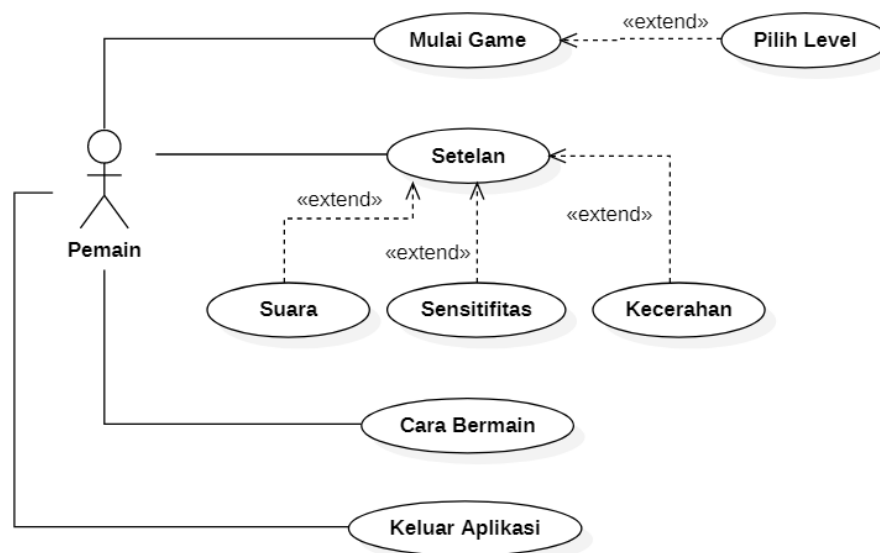 Mulai Game
«extend»
Pilih Level
Setelan
Pemain
«extend»
«extend»
«extend»
Suara
Sensitifitas
Kecerahan
Cara Bermain
Keluar Aplikasi